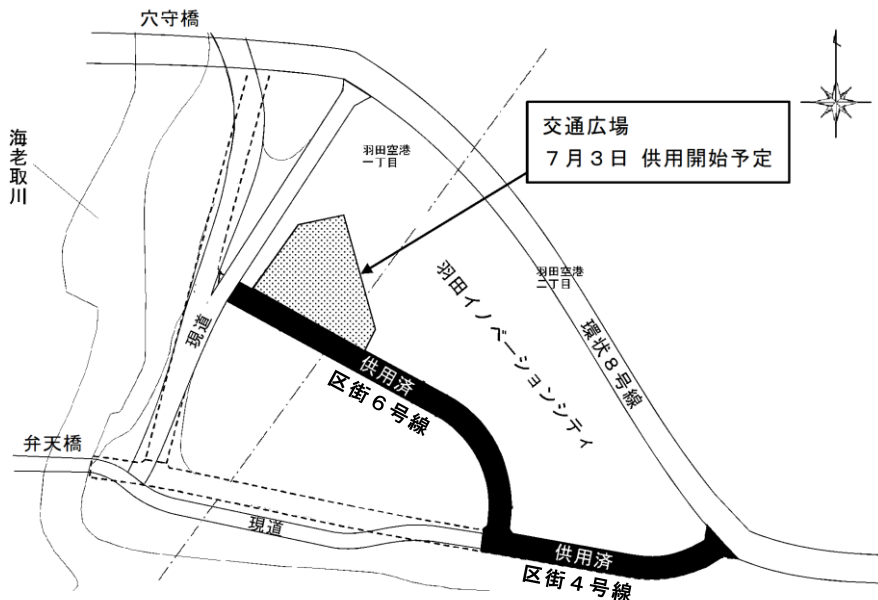 穴守橋
交通広場
7月3日 供用開始予定
羽田空港
一丁目
海老取川
羽田イノベーションシティ
羽田空港
二丁目
環状8号線
現道
供用済
区街6号線
弁天橋
現道
供用済
区街4号線